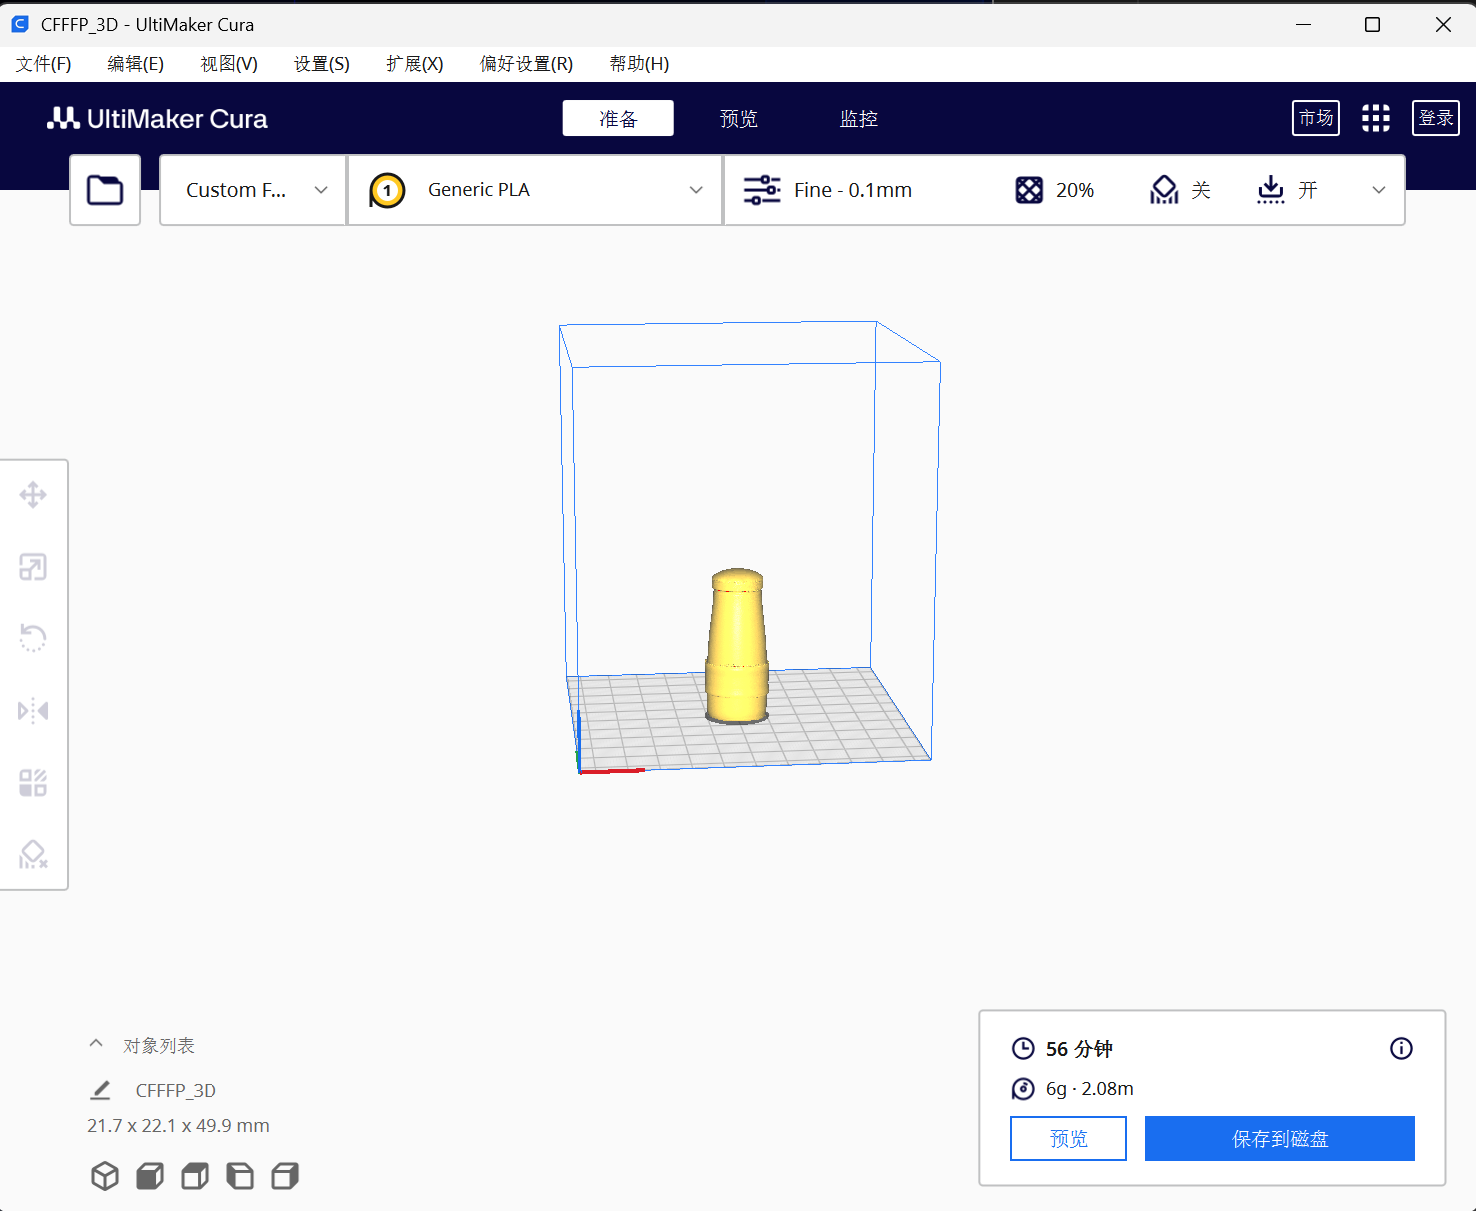 CFFFP_3D - UltiMaker Cura
文件(F) 编辑(E) 视图(V) 设置(S) 扩展(X) 偏好设置(R) 帮助(H)
UltiMaker Cura 准备 预览 监控 市场 登录
Custom F... 1 Generic PLA Fine - 0.1mm 20% 关 开
对象列表
CFFFP_3D
21.7 x 22.1 x 49.9 mm
56 分钟
6g · 2.08m
预览 保存到磁盘